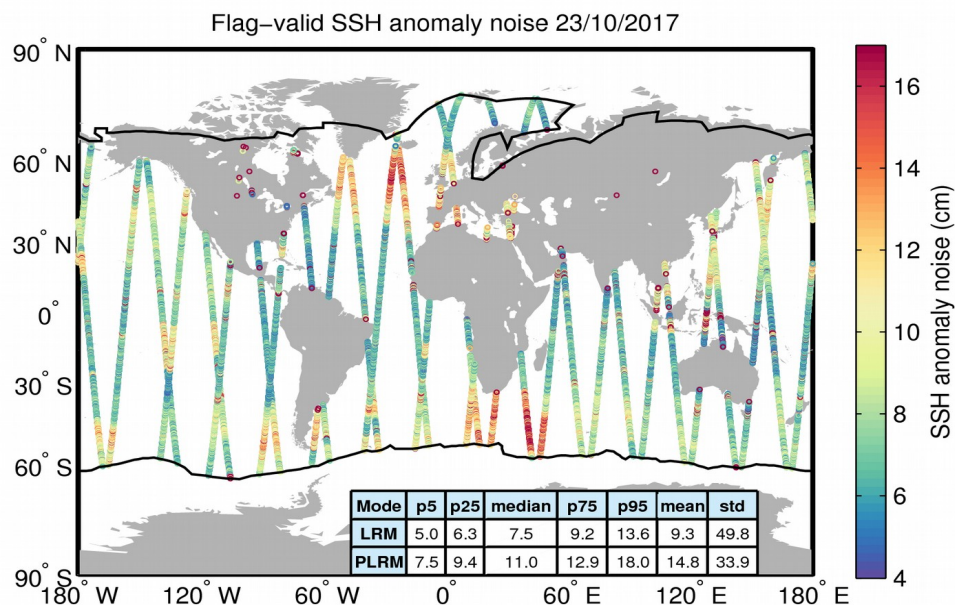 Flag−valid SSH anomaly noise 23/10/2017
90° N
60° N
30° N
0°
30° S
60° S
90° S
180° W
120° W
60° W
0°
60° E
120° E
180° E
Mode p5 p25 median p75 p95 mean std
LRM 5.0 6.3 7.5 9.2 13.6 9.3 49.8
PLRM 7.5 9.4 11.0 12.9 18.0 14.8 33.9
16
14
12
10
8
6
4
SSH anomaly noise (cm)